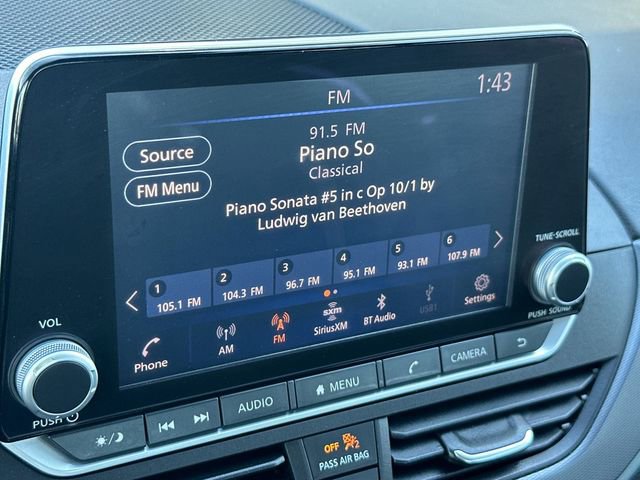 FM
1:43
91.5 FM
Piano So
Classical
Source
FM Menu
Piano Sonata #5 in c Op 10/1 by
Ludwig van Beethoven
1 105.1 FM
2 104.3 FM
3 96.7 FM
4 95.1 FM
5 93.1 FM
6 107.9 FM
Phone
AM
FM
sxm
SiriusXM
BT Audio
USB1
Settings
VOL
PUSH
TUNE·SCROLL
PUSH SOUND
AUDIO
MENU
CAMERA
OFF 2
PASS AIR BAG